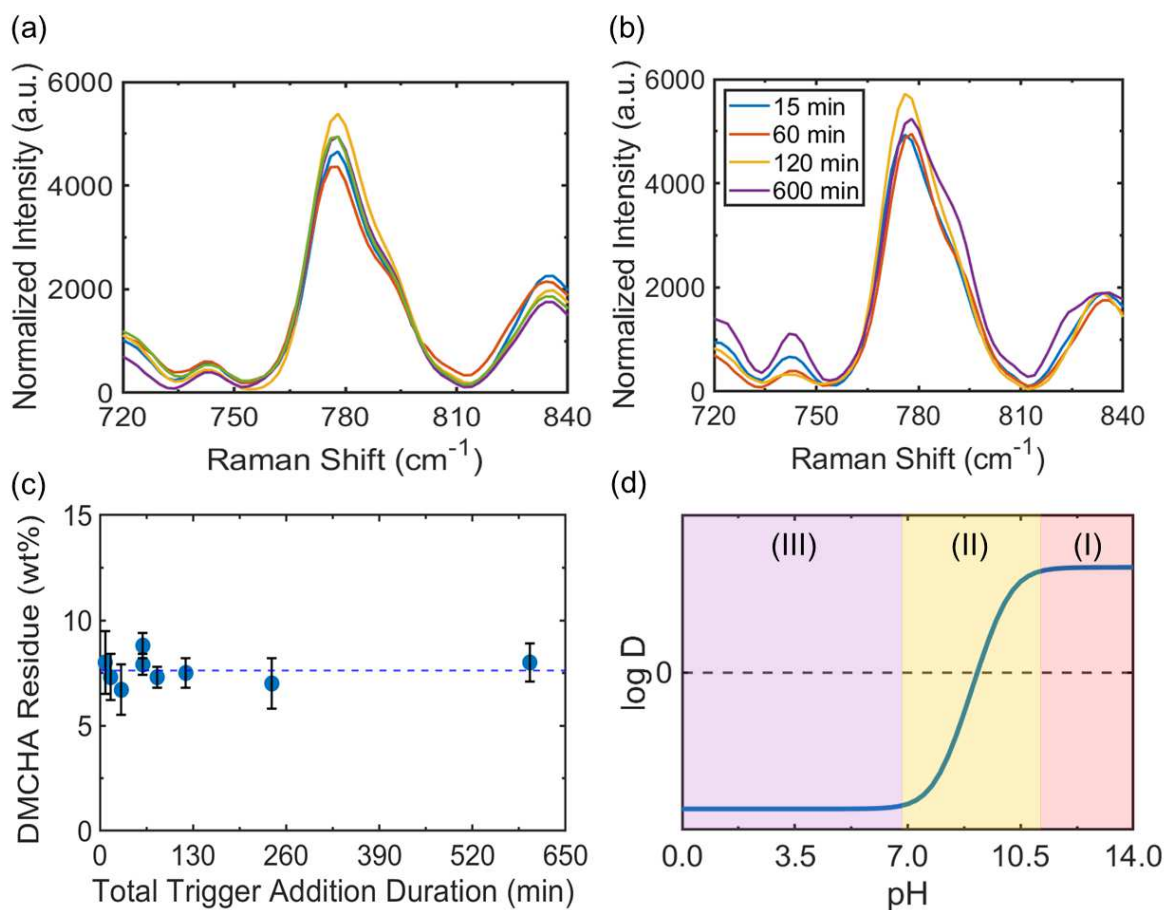 (a)
Normalized Intensity (a.u.)
6000
4000
2000
0
720 750 780 810 840
Raman Shift (cm⁻¹)
(b)
Normalized Intensity (a.u.)
6000
4000
2000
0
15 min
60 min
120 min
600 min
720 750 780 810 840
Raman Shift (cm⁻¹)
(c)
DMCHA Residue (wt%)
15
10
5
0
0 130 260 390 520 650
Total Trigger Addition Duration (min)
(d)
(III) (II) (I)
log D
0
0.0 3.5 7.0 10.5 14.0
pH